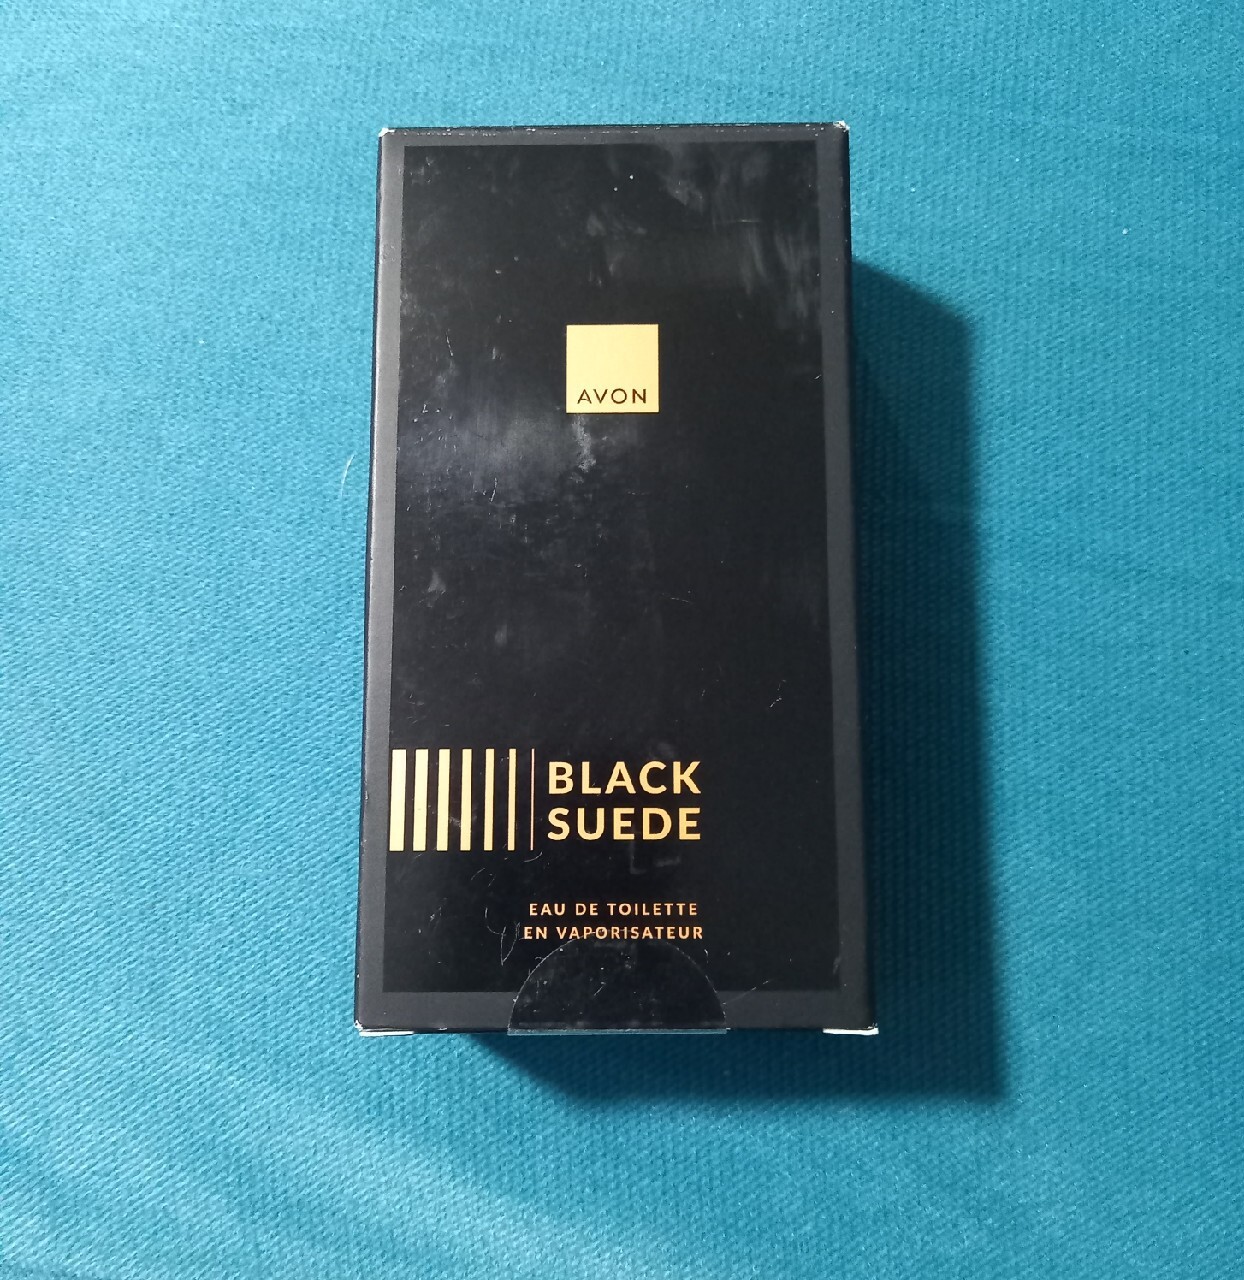 AVON
BLACK
SUEDE
EAU DE TOILETTE
EN VAPORISATEUR